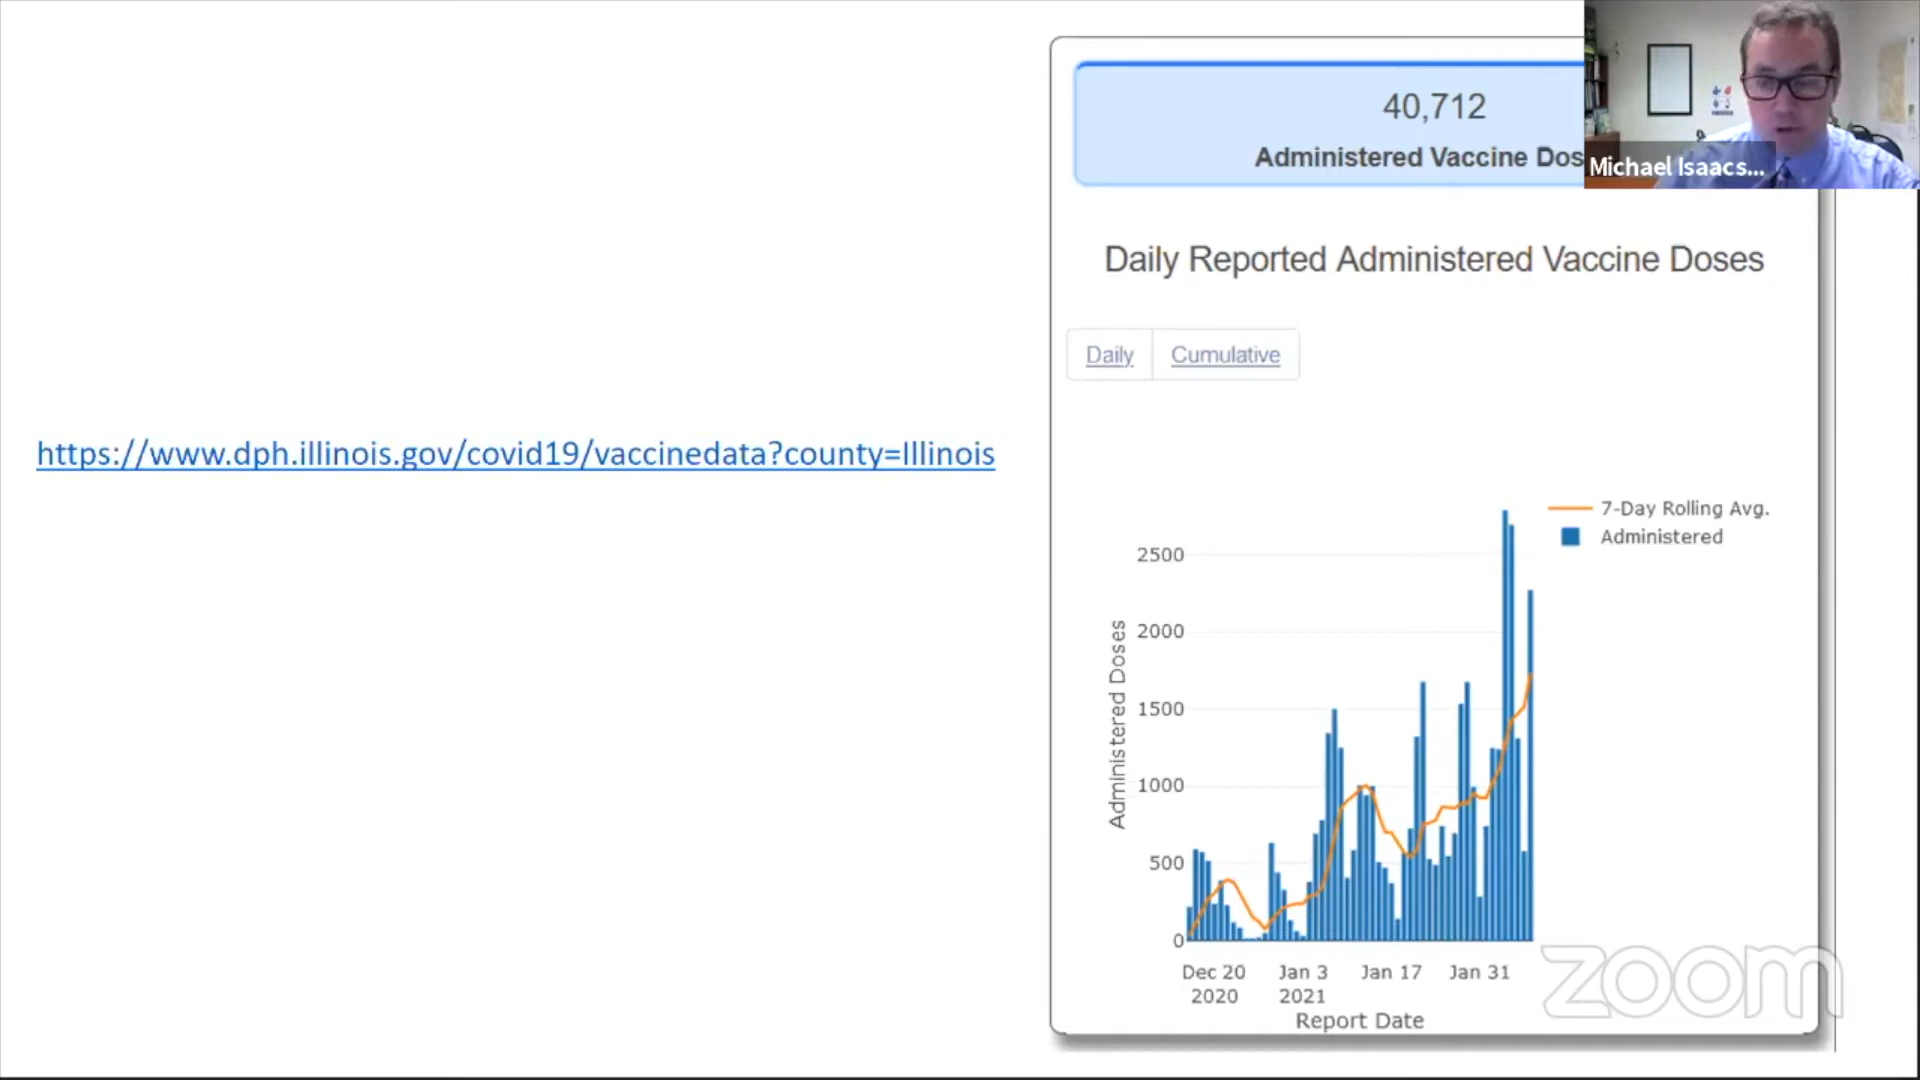 40,712
Administered Vaccine Dos
Michael Isaacs...
Daily Reported Administered Vaccine Doses
Daily
Cumulative
https://www.dph.illinois.gov/covid19/vaccinedata?county=Illinois
7-Day Rolling Avg.
Administered
2500
2000
1500
1000
500
0
Administered Doses
Dec 20
2020
Jan 3
2021
Jan 17
Jan 31
Report Date
zoom